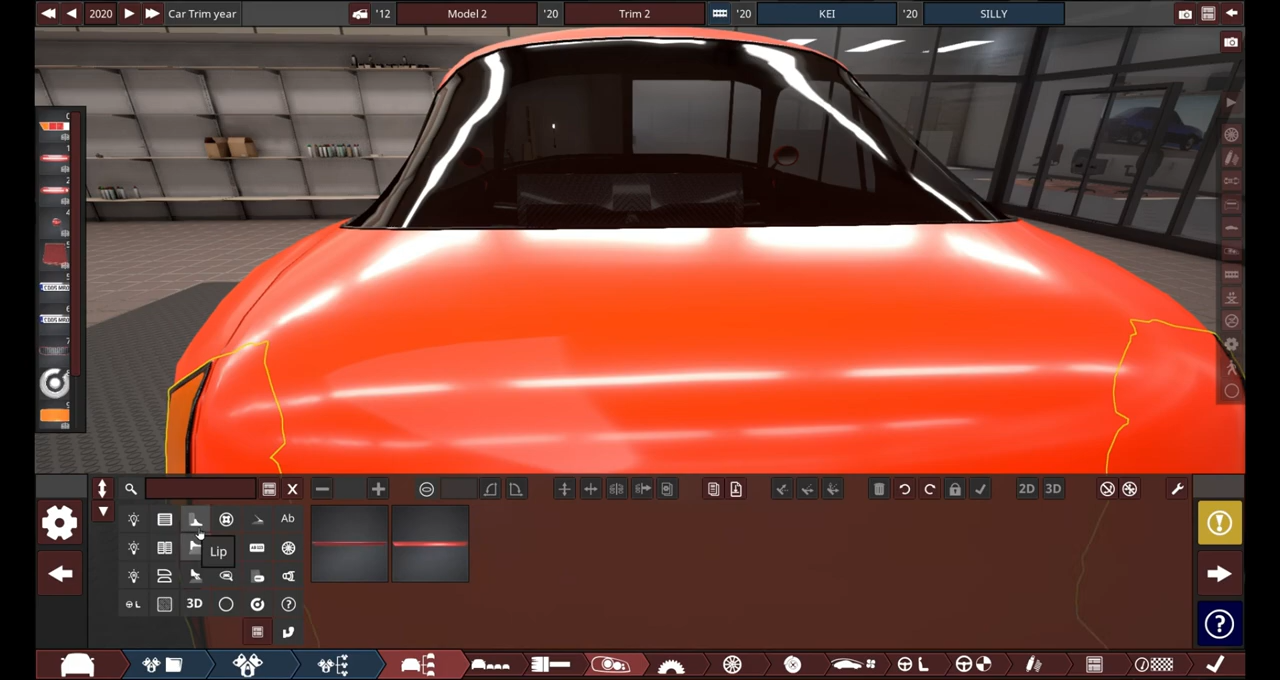 2020 Car Trim year '12 Model 2 '20 Trim 2 '20 KEI '20 SILLY
2D 3D
Ab
Lip
3D